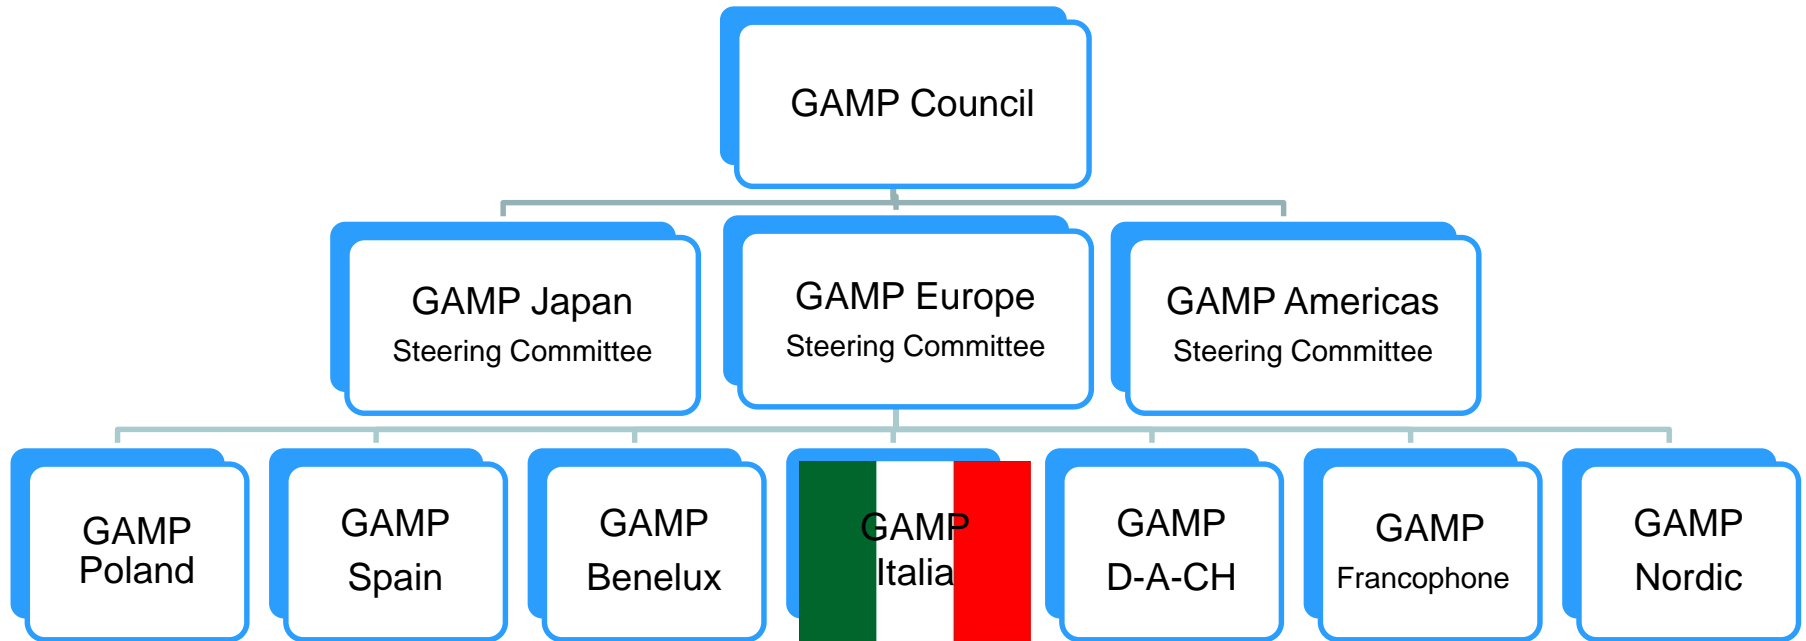 GAMP Council
GAMP Japan
Steering Committee
GAMP Europe
Steering Committee
GAMP Americas
Steering Committee
GAMP
Poland
GAMP
Spain
GAMP
Benelux
GAMP
Italia
GAMP
D-A-CH
GAMP
Francophone
GAMP
Nordic